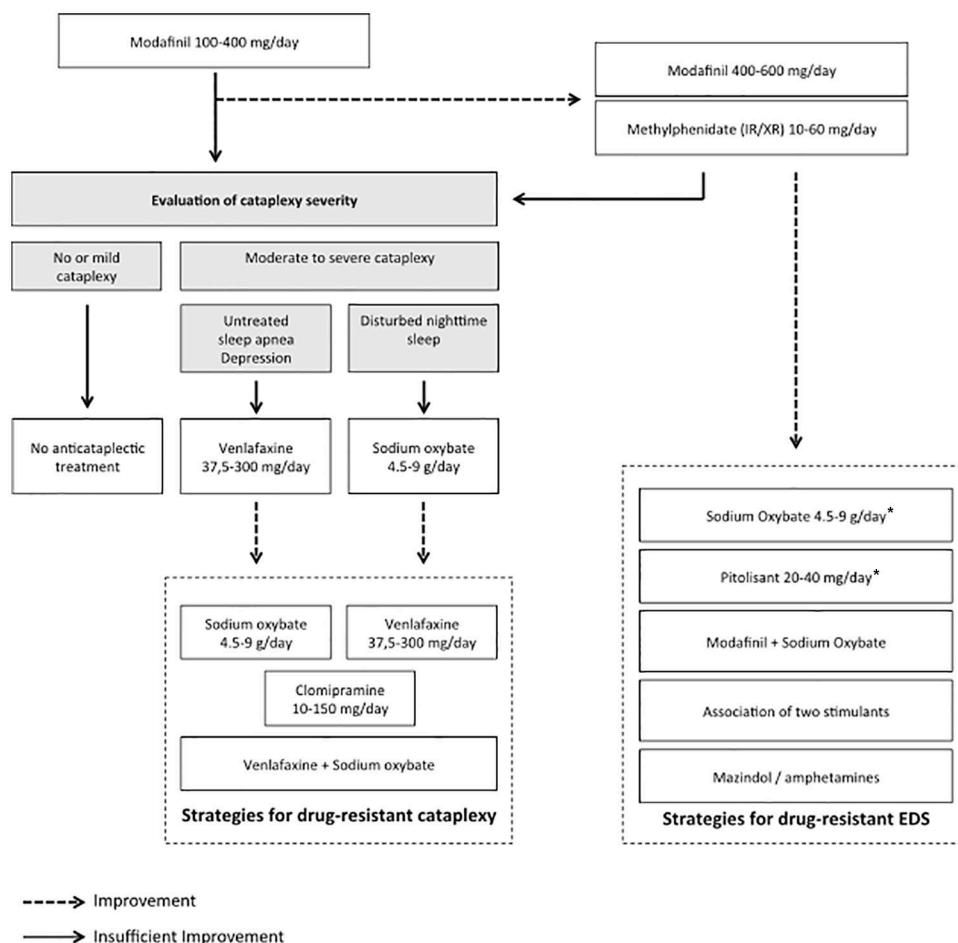 Modafinil 100-400 mg/day
Modafinil 400-600 mg/day
Methylphenidate (IR/XR) 10-60 mg/day
Evaluation of cataplexy severity
No or mild
cataplexy
Moderate to severe cataplexy
Untreated
sleep apnea
Depression
Disturbed nighttime
sleep
No anticataplectic
treatment
Venlafaxine
37,5-300 mg/day
Sodium oxybate
4.5-9 g/day
Sodium oxybate
4.5-9 g/day
Venlafaxine
37,5-300 mg/day
Clomipramine
10-150 mg/day
Venlafaxine + Sodium oxybate
Strategies for drug-resistant cataplexy
Sodium Oxybate 4.5-9 g/day*
Pitolisant 20-40 mg/day*
Modafinil + Sodium Oxybate
Association of two stimulants
Mazindol / amphetamines
Strategies for drug-resistant EDS
Improvement
Insufficient Improvement